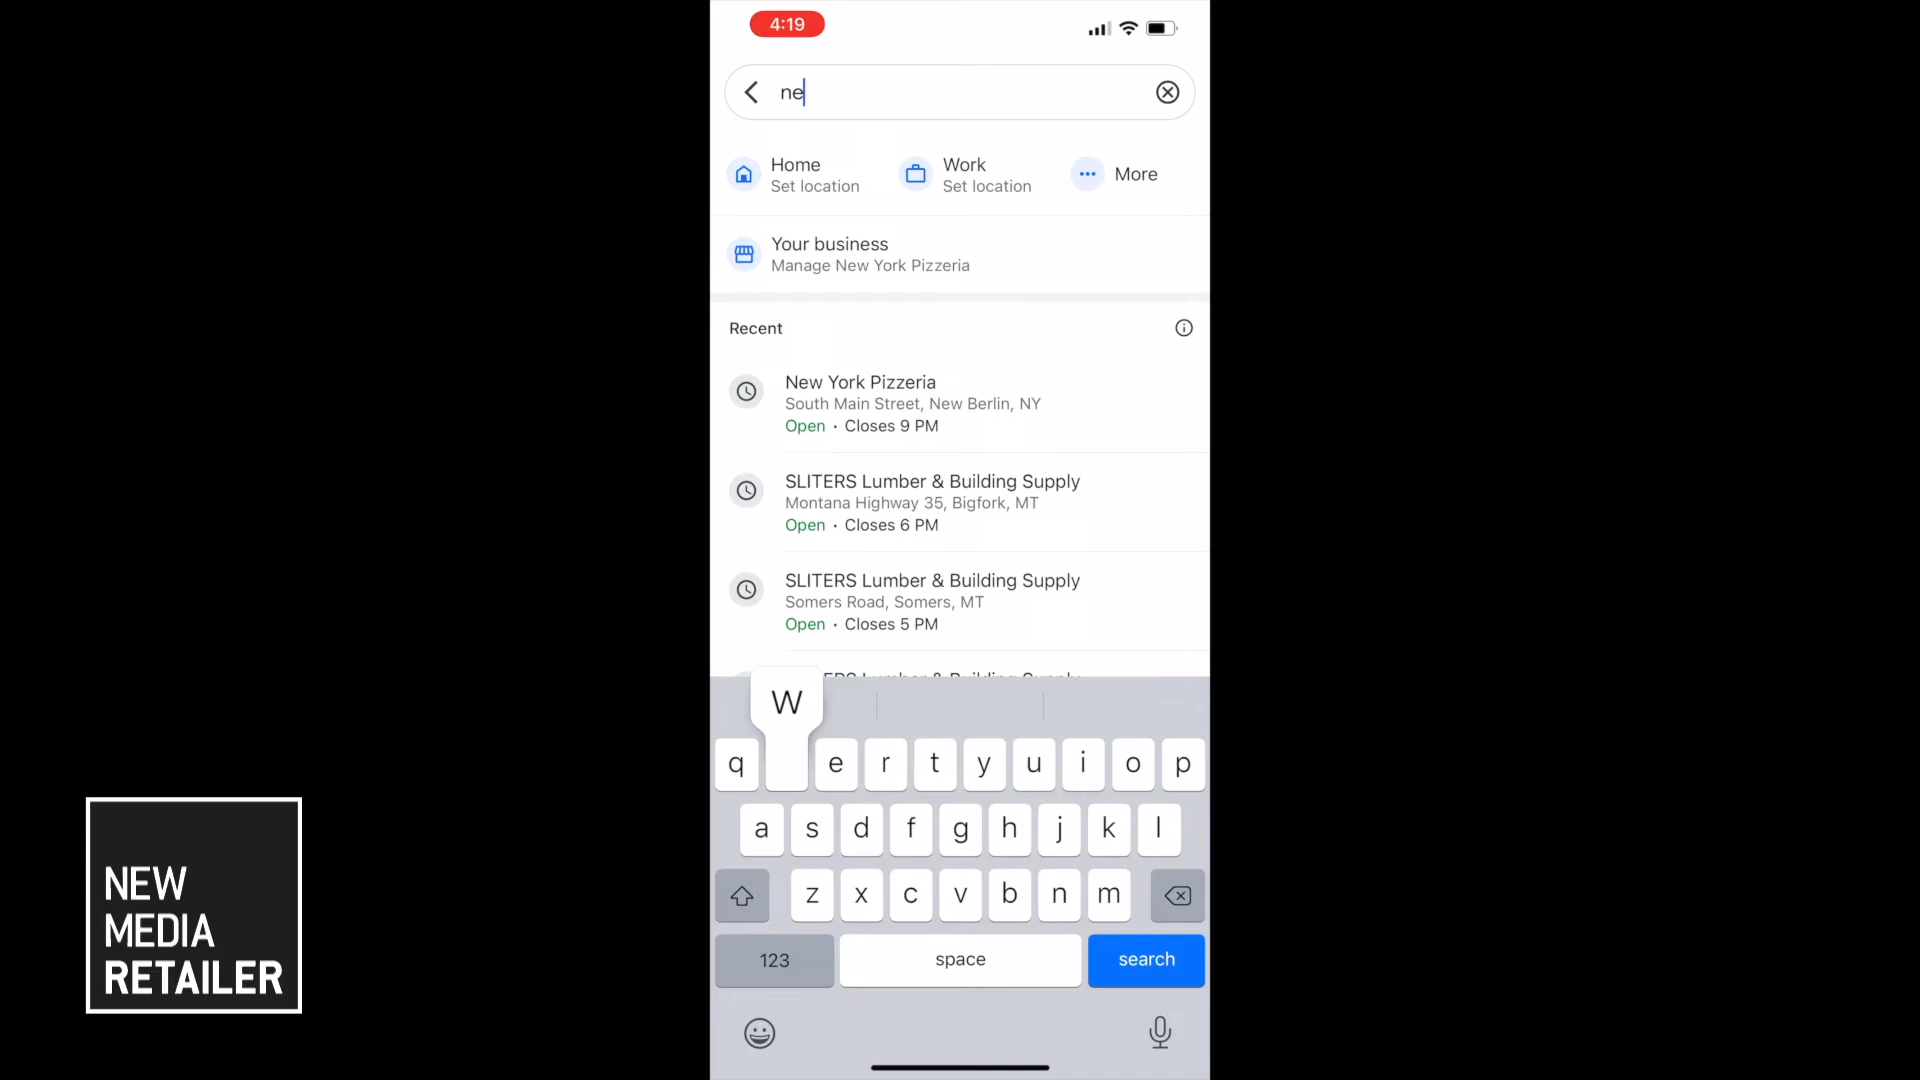 4:19
ne
Home
Set location
Work
Set location
More
Your business
Manage New York Pizzeria
Recent
New York Pizzeria
South Main Street, New Berlin, NY
Open · Closes 9 PM
SLITERS Lumber & Building Supply
Montana Highway 35, Bigfork, MT
Open · Closes 6 PM
SLITERS Lumber & Building Supply
Somers Road, Somers, MT
Open · Closes 5 PM
W
q e r t y u i o p
a s d f g h j k l
z x c v b n m
123 space search
NEW
MEDIA
RETAILER